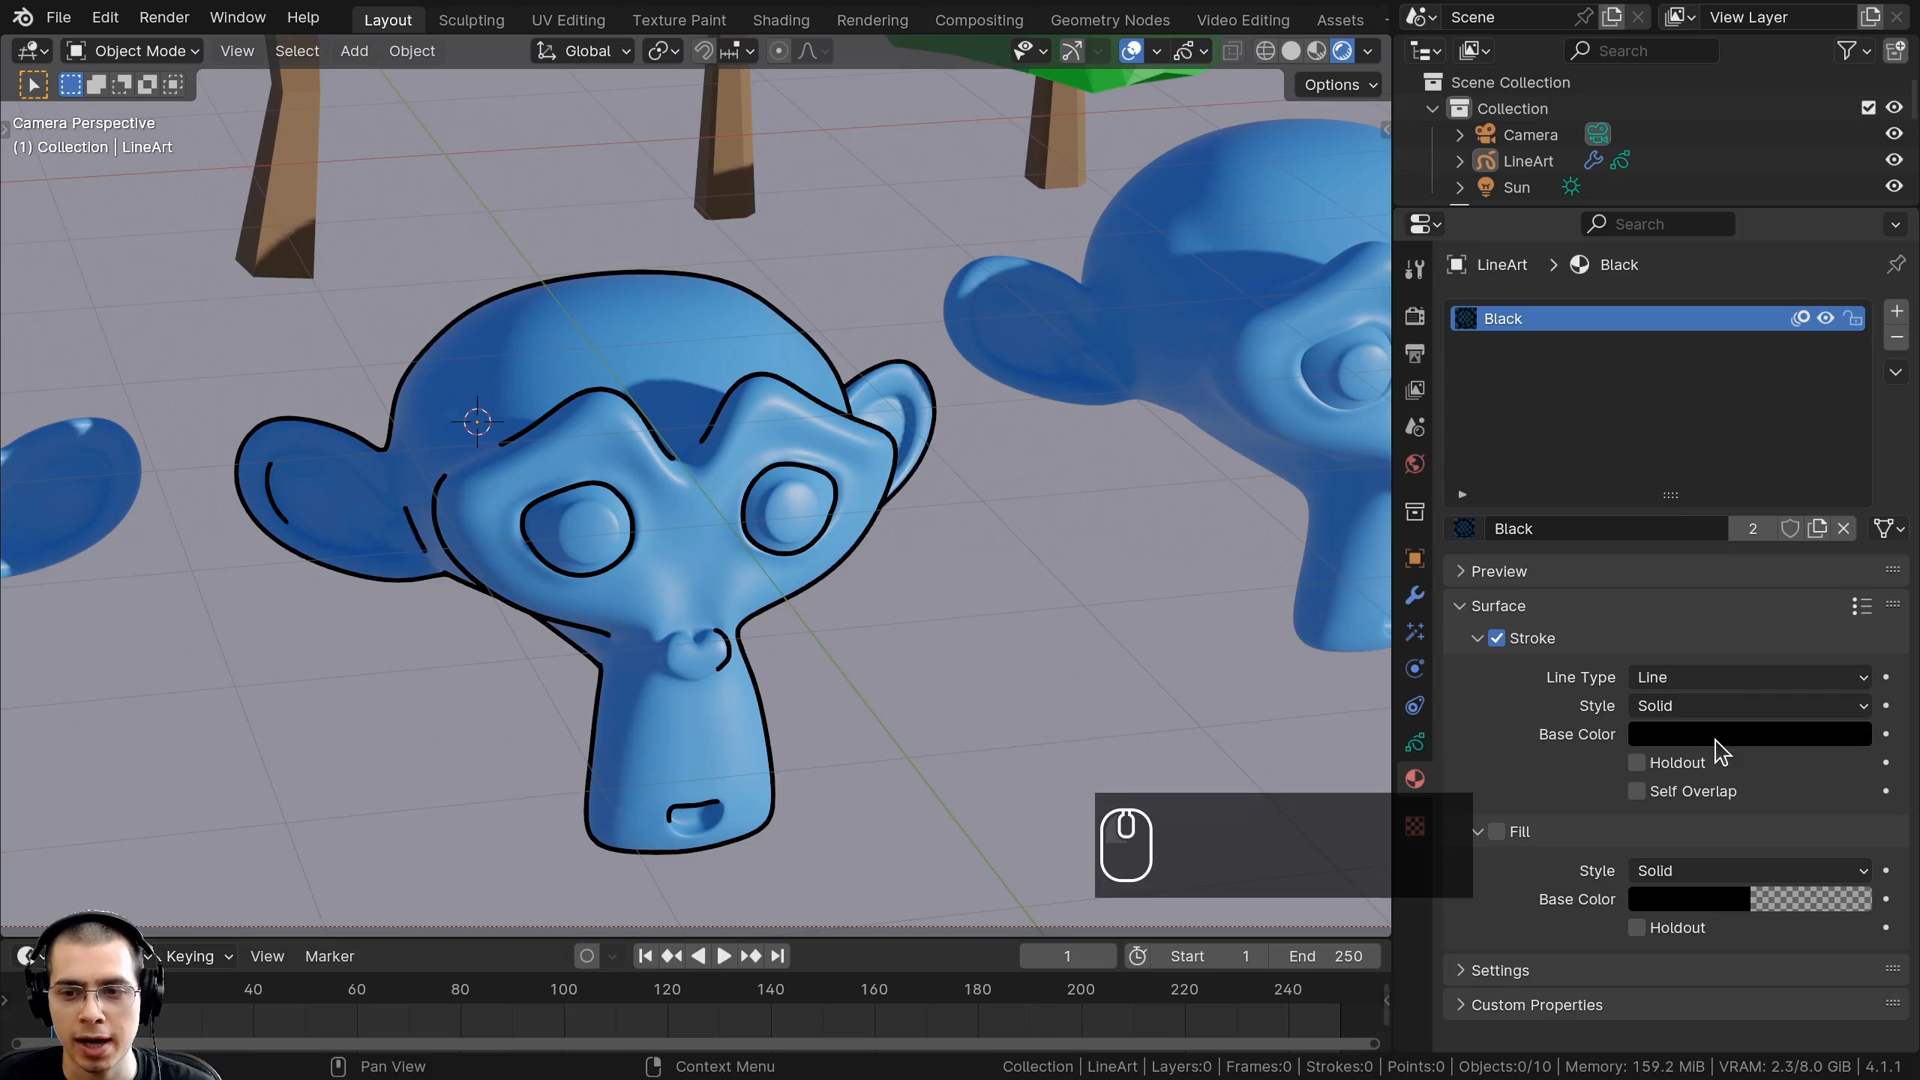 File Edit Render Window Help Layout Sculpting UV Editing Texture Paint Shading Rendering Compositing Geometry Nodes Video Editing Assets Scene View Layer
Object Mode View Select Add Object Global Search
Options
Scene Collection
Collection
Camera
LineArt
Sun
Camera Perspective
(1) Collection | LineArt
Search
LineArt > Black
Black
Black 2
Preview
Surface
Stroke
Line Type Line
Style Solid
Base Color
Holdout
Self Overlap
Fill
Style Solid
Base Color
Holdout
Settings
Custom Properties
Keying View Marker 1 Start 1 End 250
40 60 80 100 120 140 160 180 200 220 240
Pan View Context Menu Collection | LineArt | Layers:0 | Frames:0 | Strokes:0 | Points:0 | Objects:0/10 | Memory: 159.2 MiB | VRAM: 2.3/8.0 GiB | 4.1.1